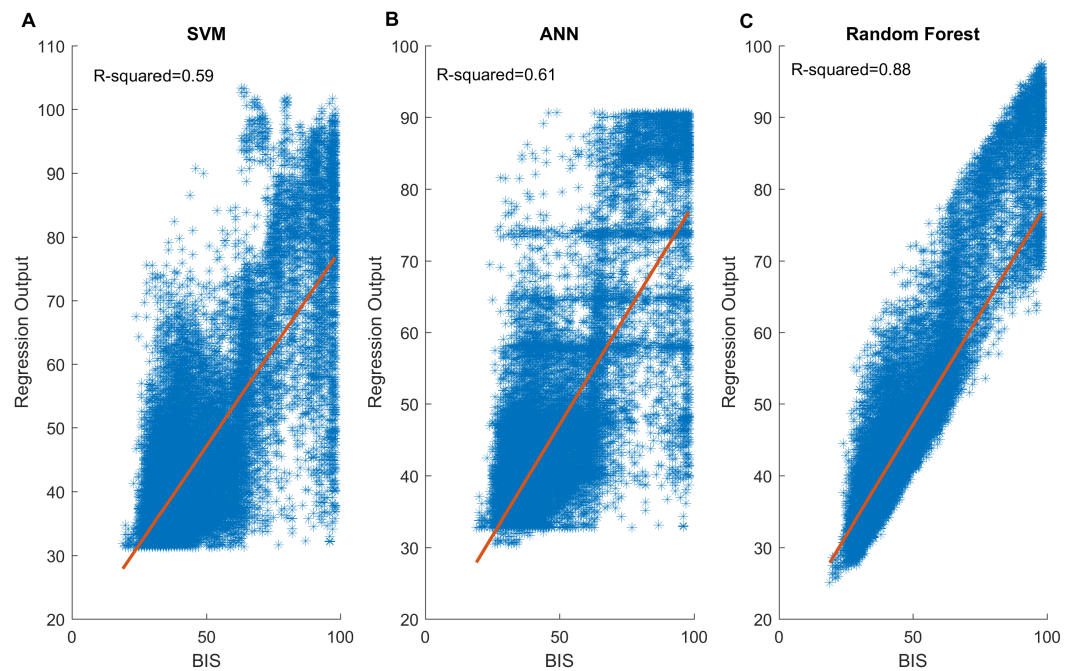 A
SVM
R-squared=0.59
110
100
90
80
70
60
50
40
30
20
0
50
100
Regression Output
BIS
B
ANN
R-squared=0.61
100
90
80
70
60
50
40
30
20
0
50
100
Regression Output
BIS
C
Random Forest
R-squared=0.88
100
90
80
70
60
50
40
30
20
0
50
100
Regression Output
BIS